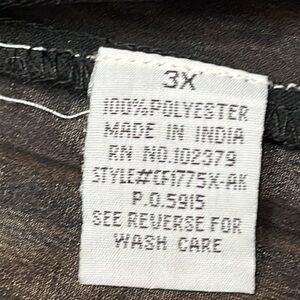 3X
100%POLYESTER
MADE IN INDIA
RN NO.102379
STYLE#CF1775X-AK
P.O.5915
SEE REVERSE FOR
WASH CARE